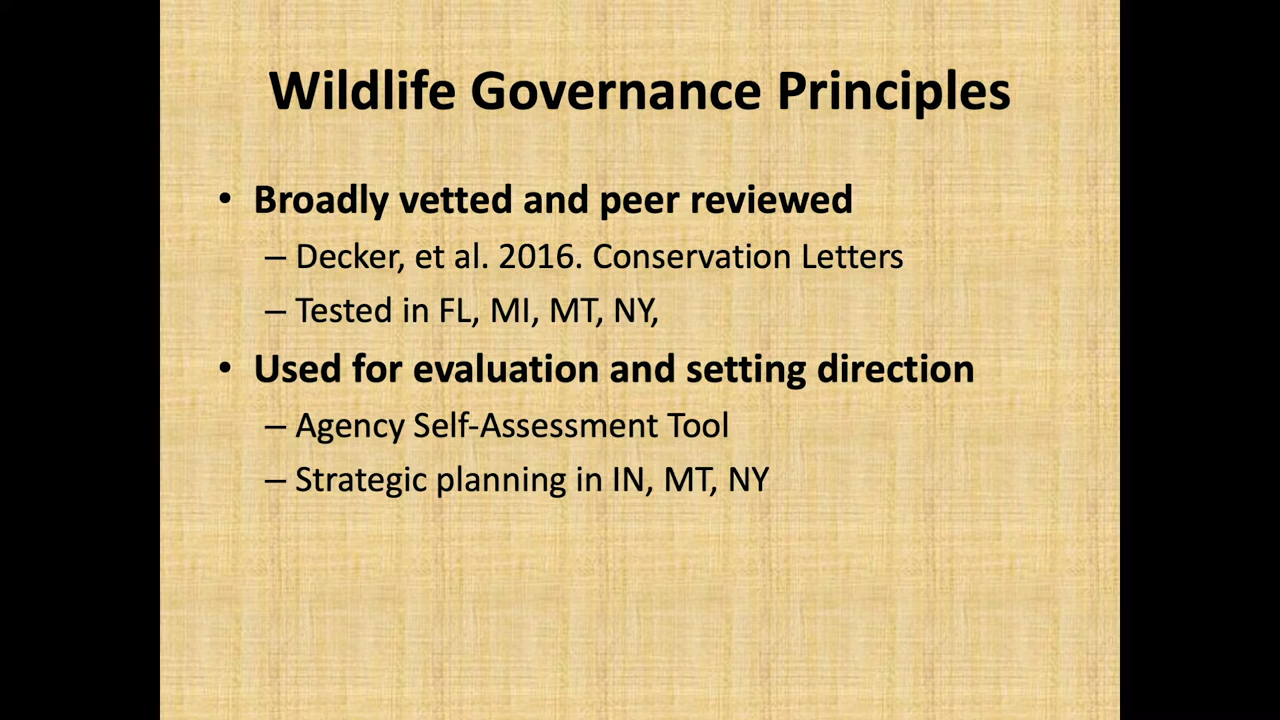 Wildlife Governance Principles
• Broadly vetted and peer reviewed
– Decker, et al. 2016. Conservation Letters
– Tested in FL, MI, MT, NY,
• Used for evaluation and setting direction
– Agency Self-Assessment Tool
– Strategic planning in IN, MT, NY